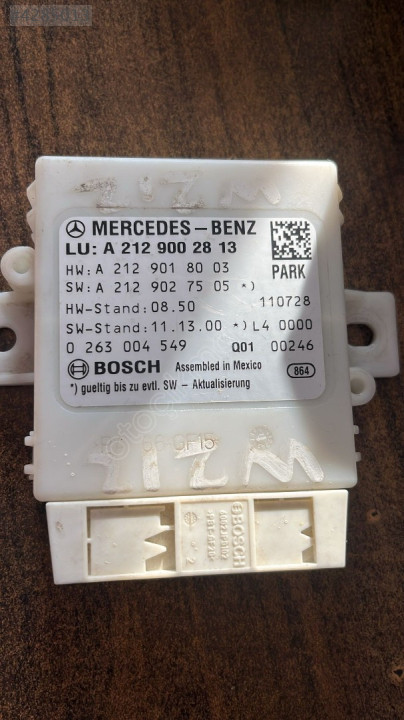 212 M
MERCEDES-BENZ
LU: A 212 900 28 13
PARK
HW: A 212 901 80 03
SW: A 212 902 75 05 *)
HW-Stand: 08.50 110728
SW-Stand: 11.13.00 *) L4 0000
0 263 004 549 Q01 00246
BOSCH Assembled in Mexico 864
*) gueltig bis zu evtl. SW - Aktualisierung
212 M
BOSCH